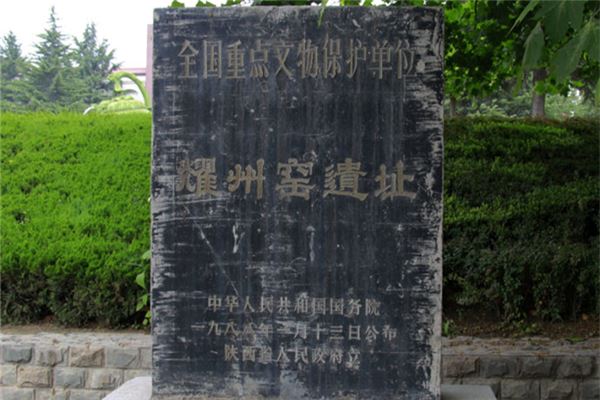 全国重点文物保护单位
耀州窑遺址
中华人民共和国国务院
一九八八年一月十三日公布
陕西省人民政府立